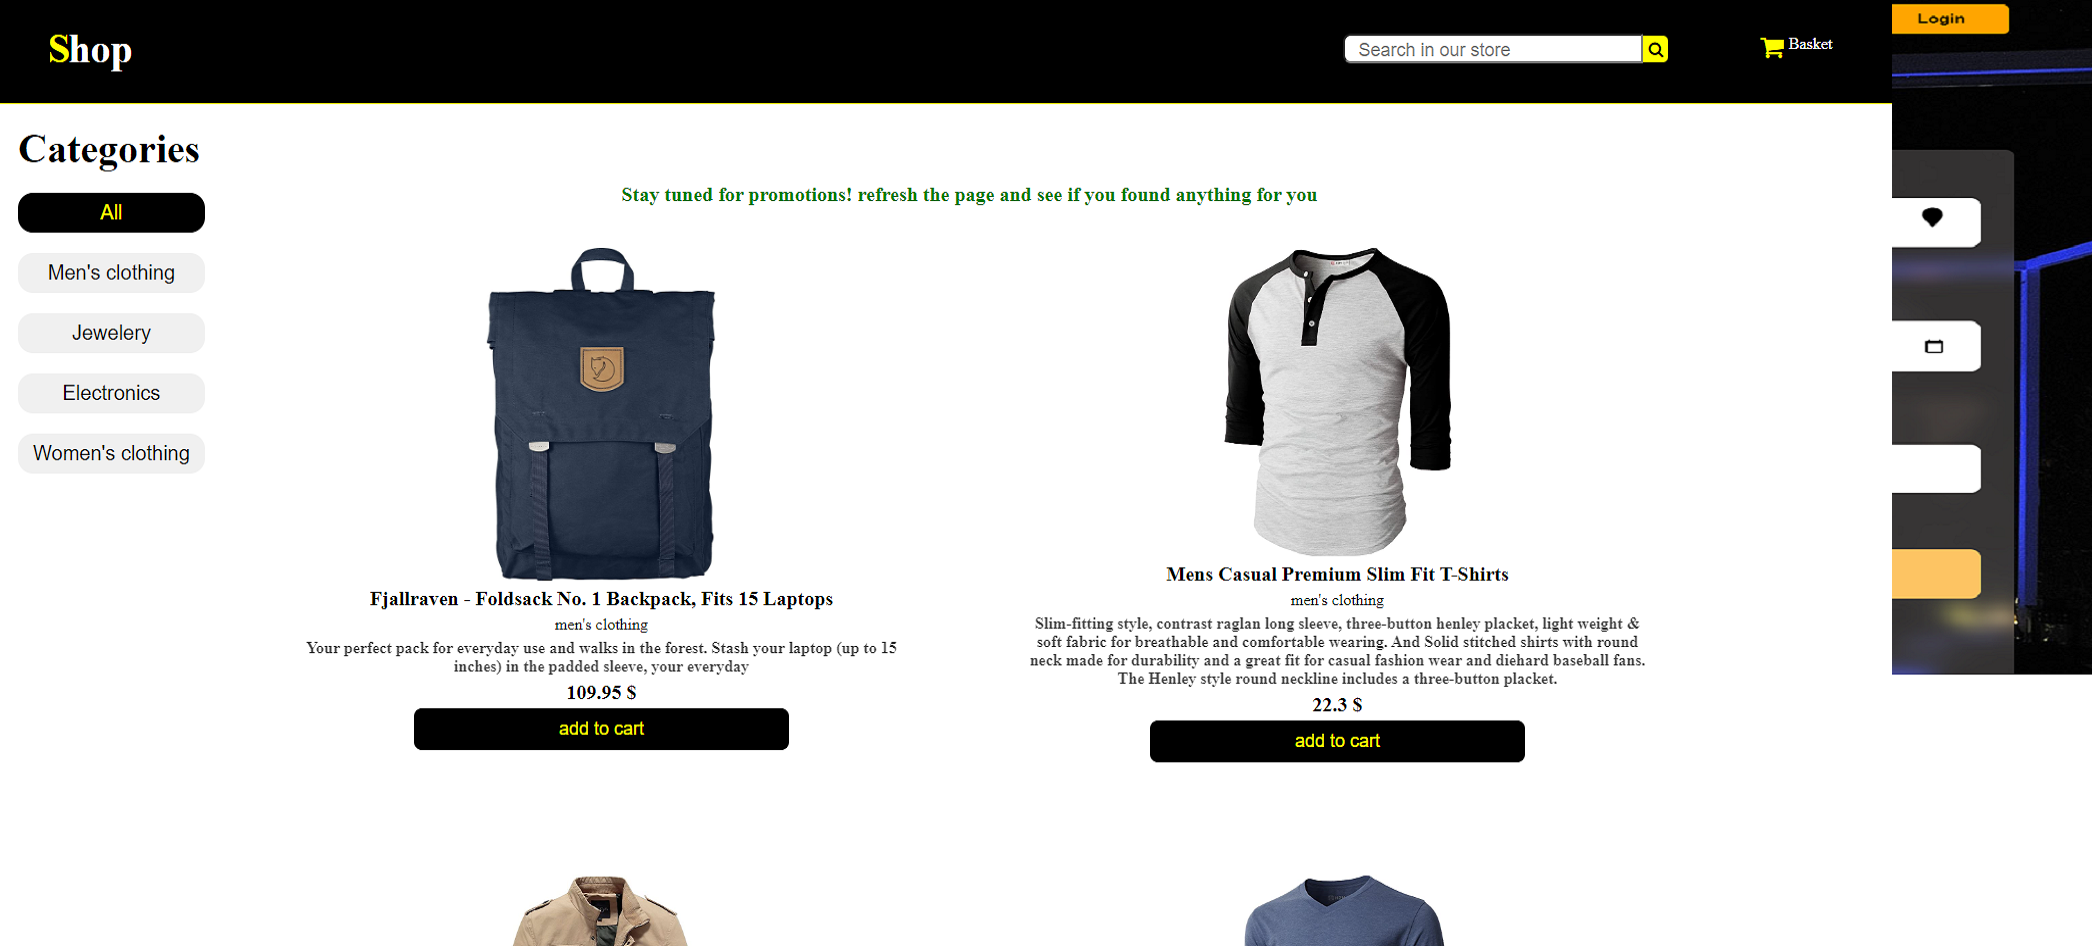 Shop
Search in our store
Basket
Login
Categories
All
Men's clothing
Jewelery
Electronics
Women's clothing
Stay tuned for promotions! refresh the page and see if you found anything for you
Fjallraven - Foldsack No. 1 Backpack, Fits 15 Laptops
men's clothing
Your perfect pack for everyday use and walks in the forest. Stash your laptop (up to 15
inches) in the padded sleeve, your everyday
109.95 $
add to cart
Mens Casual Premium Slim Fit T-Shirts
men's clothing
Slim-fitting style, contrast raglan long sleeve, three-button henley placket, light weight &
soft fabric for breathable and comfortable wearing. And Solid stitched shirts with round
neck made for durability and a great fit for casual fashion wear and diehard baseball fans.
The Henley style round neckline includes a three-button placket.
22.3 $
add to cart